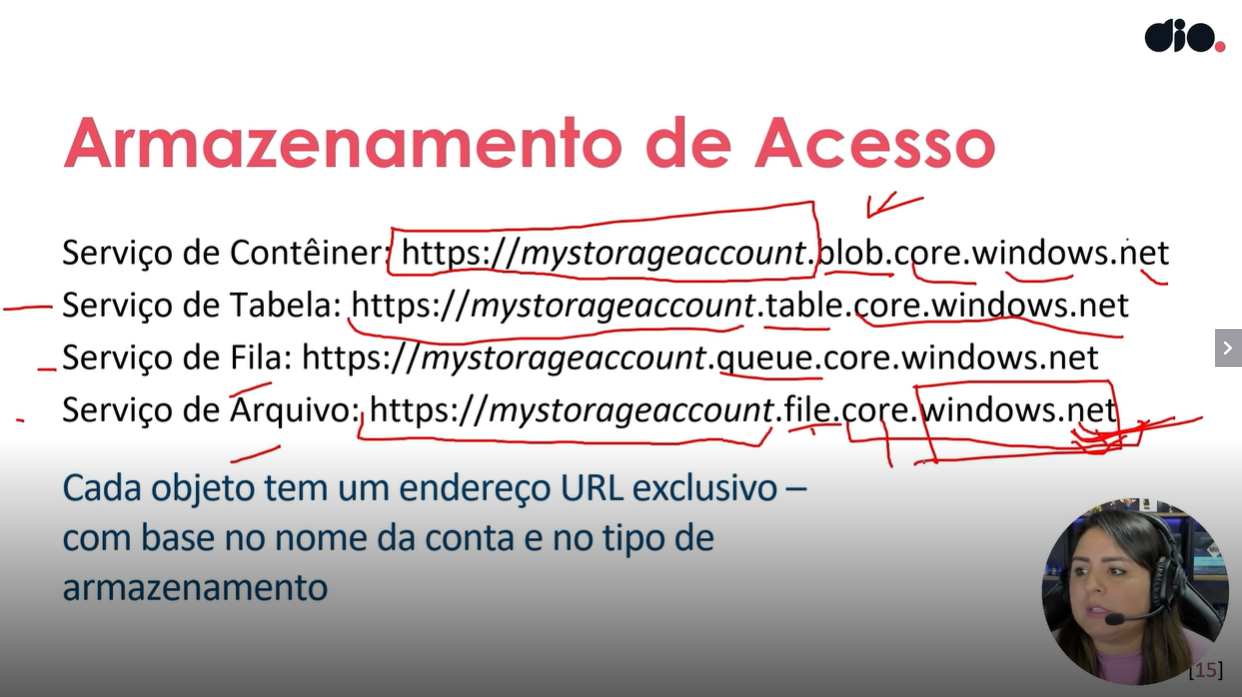 dio.
Armazenamento de Acesso
Serviço de Contêiner: https://mystorageaccount.blob.core.windows.net
Serviço de Tabela: https://mystorageaccount.table.core.windows.net
Serviço de Fila: https://mystorageaccount.queue.core.windows.net
Serviço de Arquivo: https://mystorageaccount.file.core.windows.net
Cada objeto tem um endereço URL exclusivo –
com base no nome da conta e no tipo de
armazenamento
[15]